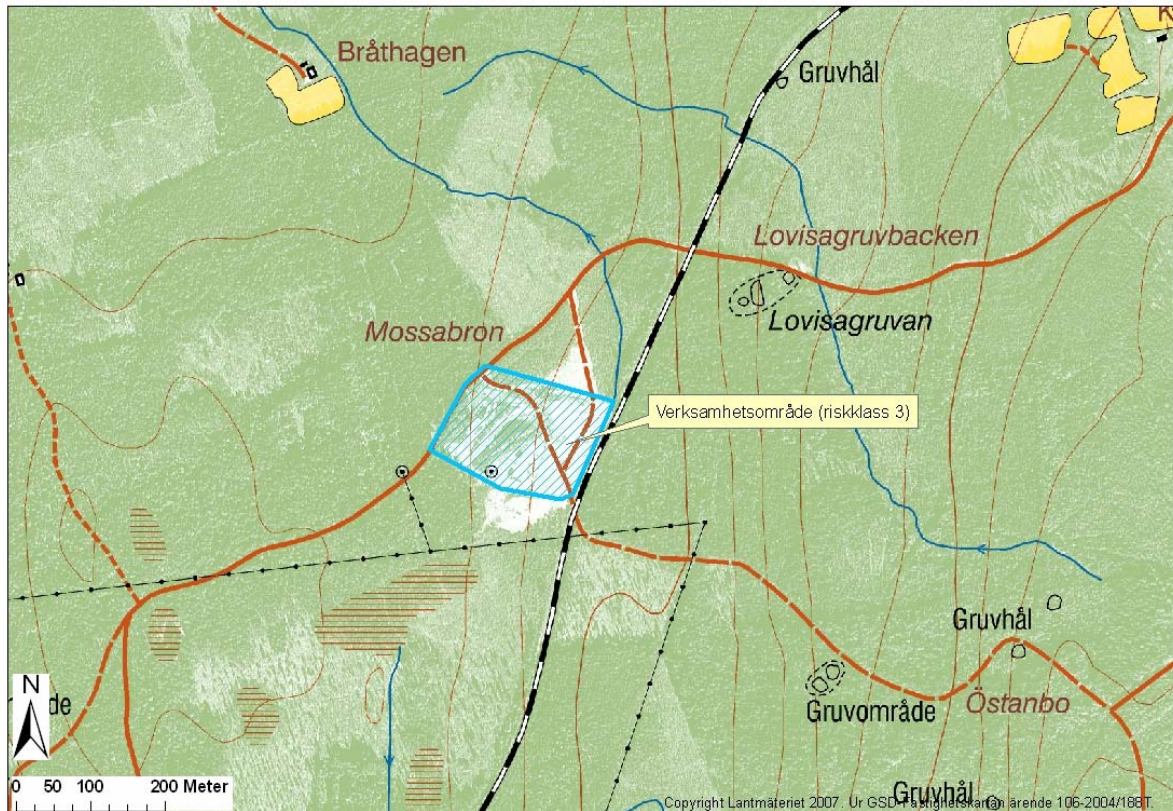 Bråthagen
Gruvhål
K
Lovisagruvbacken
Mossabron
Lovisagruvan
Verksamhetsområde (riskklass 3)
Gruvhål
Östanbo
Gruvområde
N
de
Gruvhål
0 50 100 200 Meter
Copyright Lantmäteriet 2007. Ur GSD-Fastighetskartan ärende 106-2004/188T